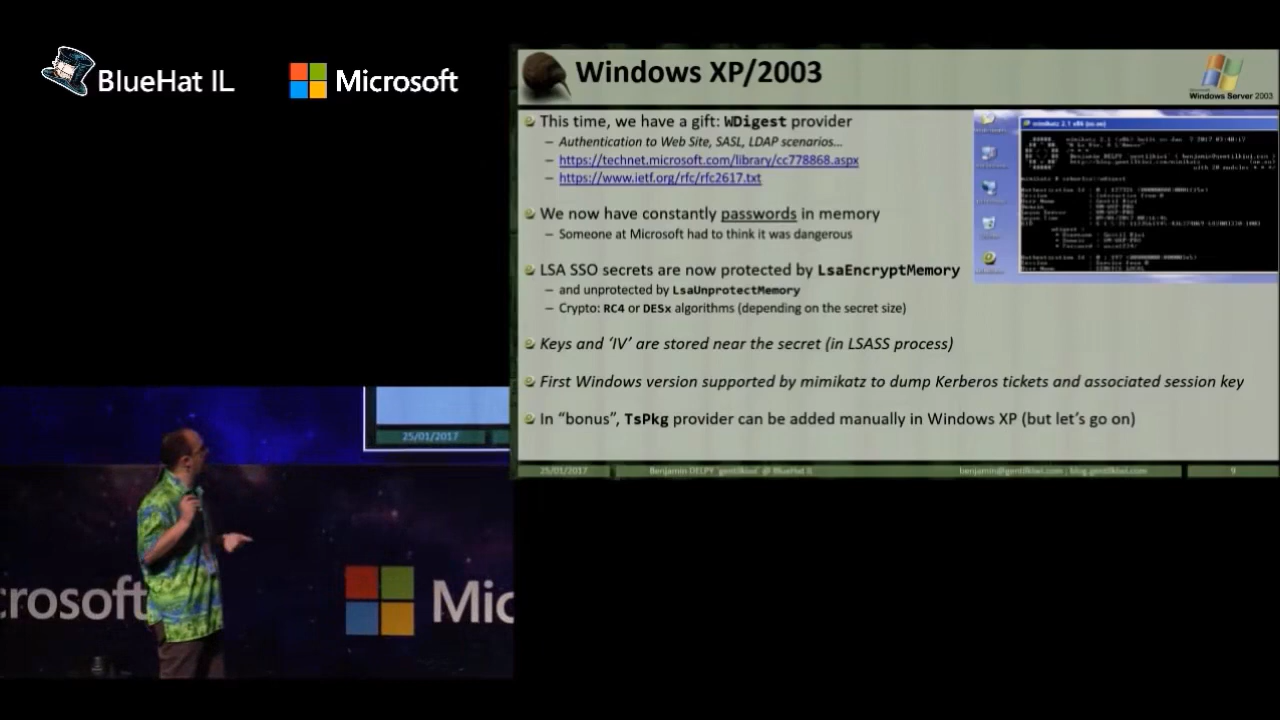 BlueHat IL
Microsoft
Windows XP/2003
Windows Server 2003
This time, we have a gift: WDigest provider
– Authentication to Web Site, SASL, LDAP scenarios...
– https://technet.microsoft.com/library/cc778868.aspx
– https://www.ietf.org/rfc/rfc2617.txt
We now have constantly passwords in memory
– Someone at Microsoft had to think it was dangerous
LSA SSO secrets are now protected by LsaEncryptMemory
– and unprotected by LsaUnprotectMemory
– Crypto: RC4 or DESx algorithms (depending on the secret size)
Keys and ‘IV’ are stored near the secret (in LSASS process)
First Windows version supported by mimikatz to dump Kerberos tickets and associated session key
In “bonus”, TsPkg provider can be added manually in Windows XP (but let’s go on)
25/01/2017
Benjamin DELPY `gentilkiwi` @ BlueHat IL
benjamin@gentilkiwi.com ; blog.gentilkiwi.com
9
25/01/2017
crosoft
Mic